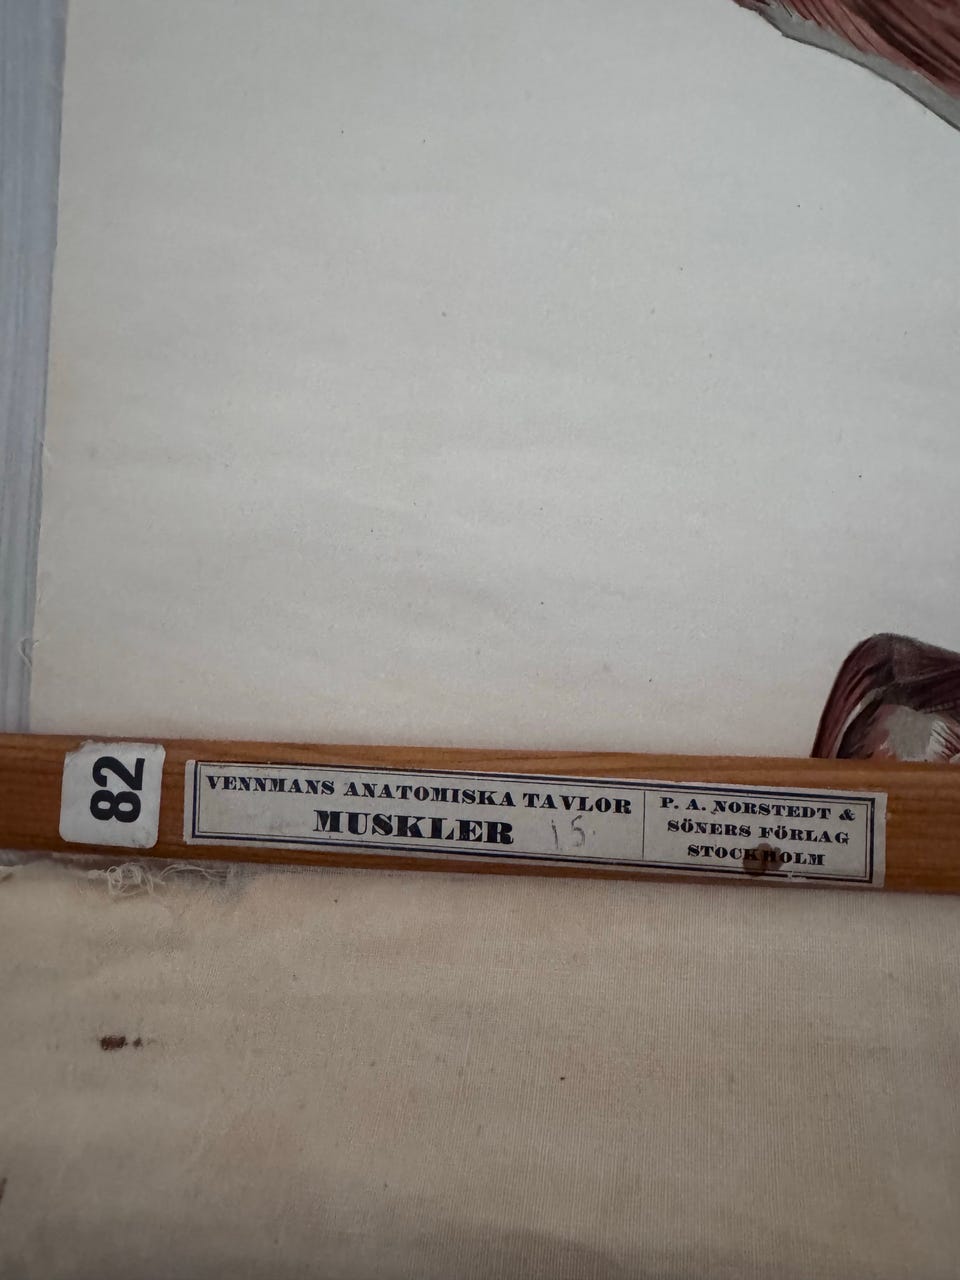 82
VENNMANS ANATOMISKA TAVLOR
MUSKLER 15.
P. A. NORSTEDT &
SÖNERS FÖRLAG
STOCKHOLM